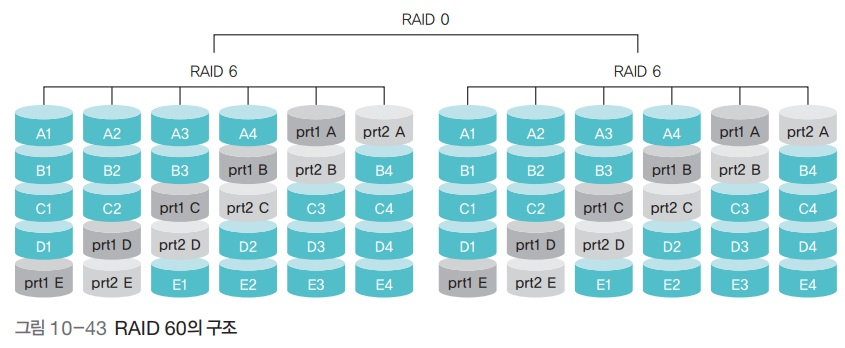 RAID 0
RAID 6 RAID 6
A1 A2 A3 A4 prt1 A prt2 A A1 A2 A3 A4 prt1 A prt2 A
B1 B2 B3 prt1 B prt2 B B4 B1 B2 B3 prt1 B prt2 B B4
C1 C2 prt1 C prt2 C C3 C4 C1 C2 prt1 C prt2 C C3 C4
D1 prt1 D prt2 D D2 D3 D4 D1 prt1 D prt2 D D2 D3 D4
prt1 E prt2 E E1 E2 E3 E4 prt1 E prt2 E E1 E2 E3 E4
그림 10-43 RAID 60의 구조